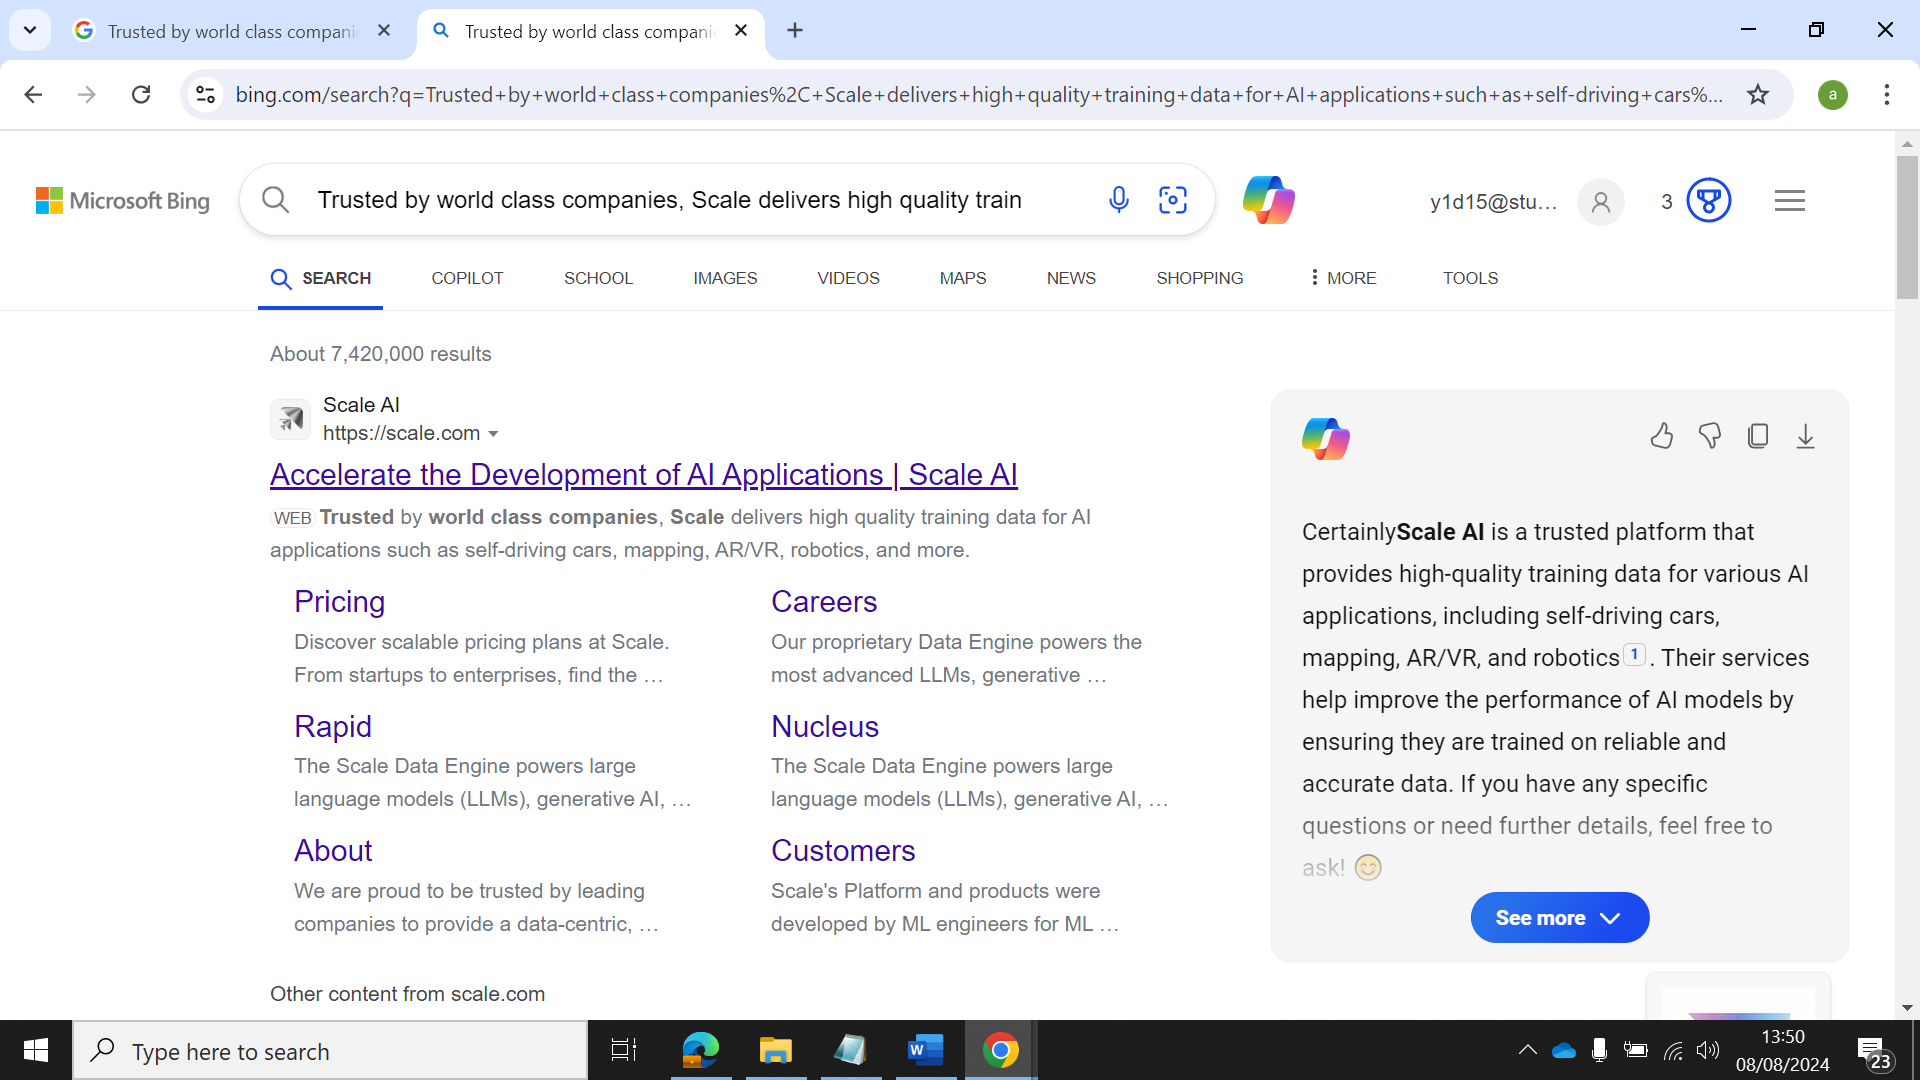 Trusted by world class compani
Trusted by world class compani
bing.com/search?q=Trusted+by+world+class+companies%2C+Scale+delivers+high+quality+training+data+for+AI+applications+such+as+self-driving+cars%...
a
Microsoft Bing
Trusted by world class companies, Scale delivers high quality train
y1d15@stu...
3
SEARCH
COPILOT
SCHOOL
IMAGES
VIDEOS
MAPS
NEWS
SHOPPING
MORE
TOOLS
About 7,420,000 results
Scale AI
https://scale.com
Accelerate the Development of AI Applications | Scale AI
WEB Trusted by world class companies, Scale delivers high quality training data for AI
applications such as self-driving cars, mapping, AR/VR, robotics, and more.
Pricing
Discover scalable pricing plans at Scale.
From startups to enterprises, find the …
Careers
Our proprietary Data Engine powers the
most advanced LLMs, generative …
Rapid
The Scale Data Engine powers large
language models (LLMs), generative AI, …
Nucleus
The Scale Data Engine powers large
language models (LLMs), generative AI, …
About
We are proud to be trusted by leading
companies to provide a data-centric, …
Customers
Scale's Platform and products were
developed by ML engineers for ML …
Other content from scale.com
CertainlyScale AI is a trusted platform that
provides high-quality training data for various AI
applications, including self-driving cars,
mapping, AR/VR, and robotics 1 . Their services
help improve the performance of AI models by
ensuring they are trained on reliable and
accurate data. If you have any specific
questions or need further details, feel free to
ask! 😊
See more
Type here to search
W
13:50
08/08/2024
23